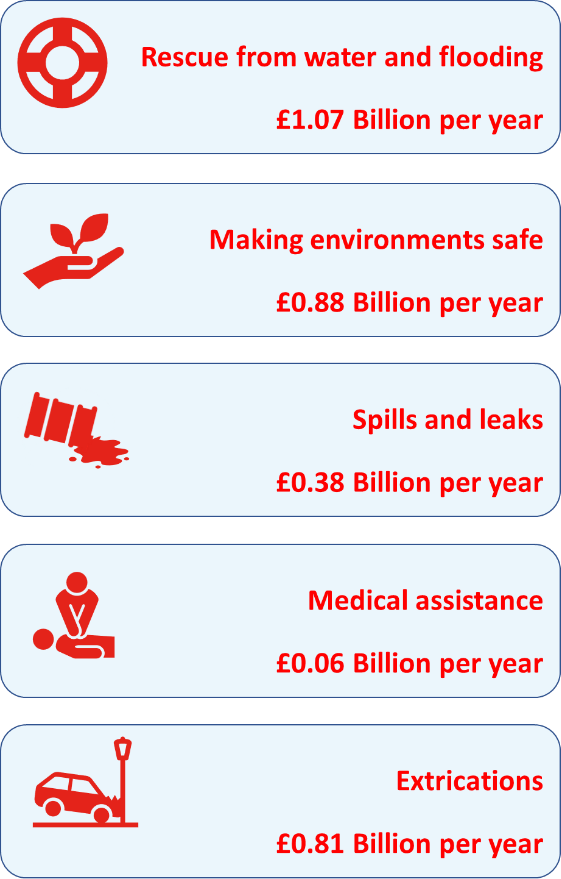 Rescue from water and flooding
£1.07 Billion per year
Making environments safe
£0.88 Billion per year
Spills and leaks
£0.38 Billion per year
Medical assistance
£0.06 Billion per year
Extrications
£0.81 Billion per year